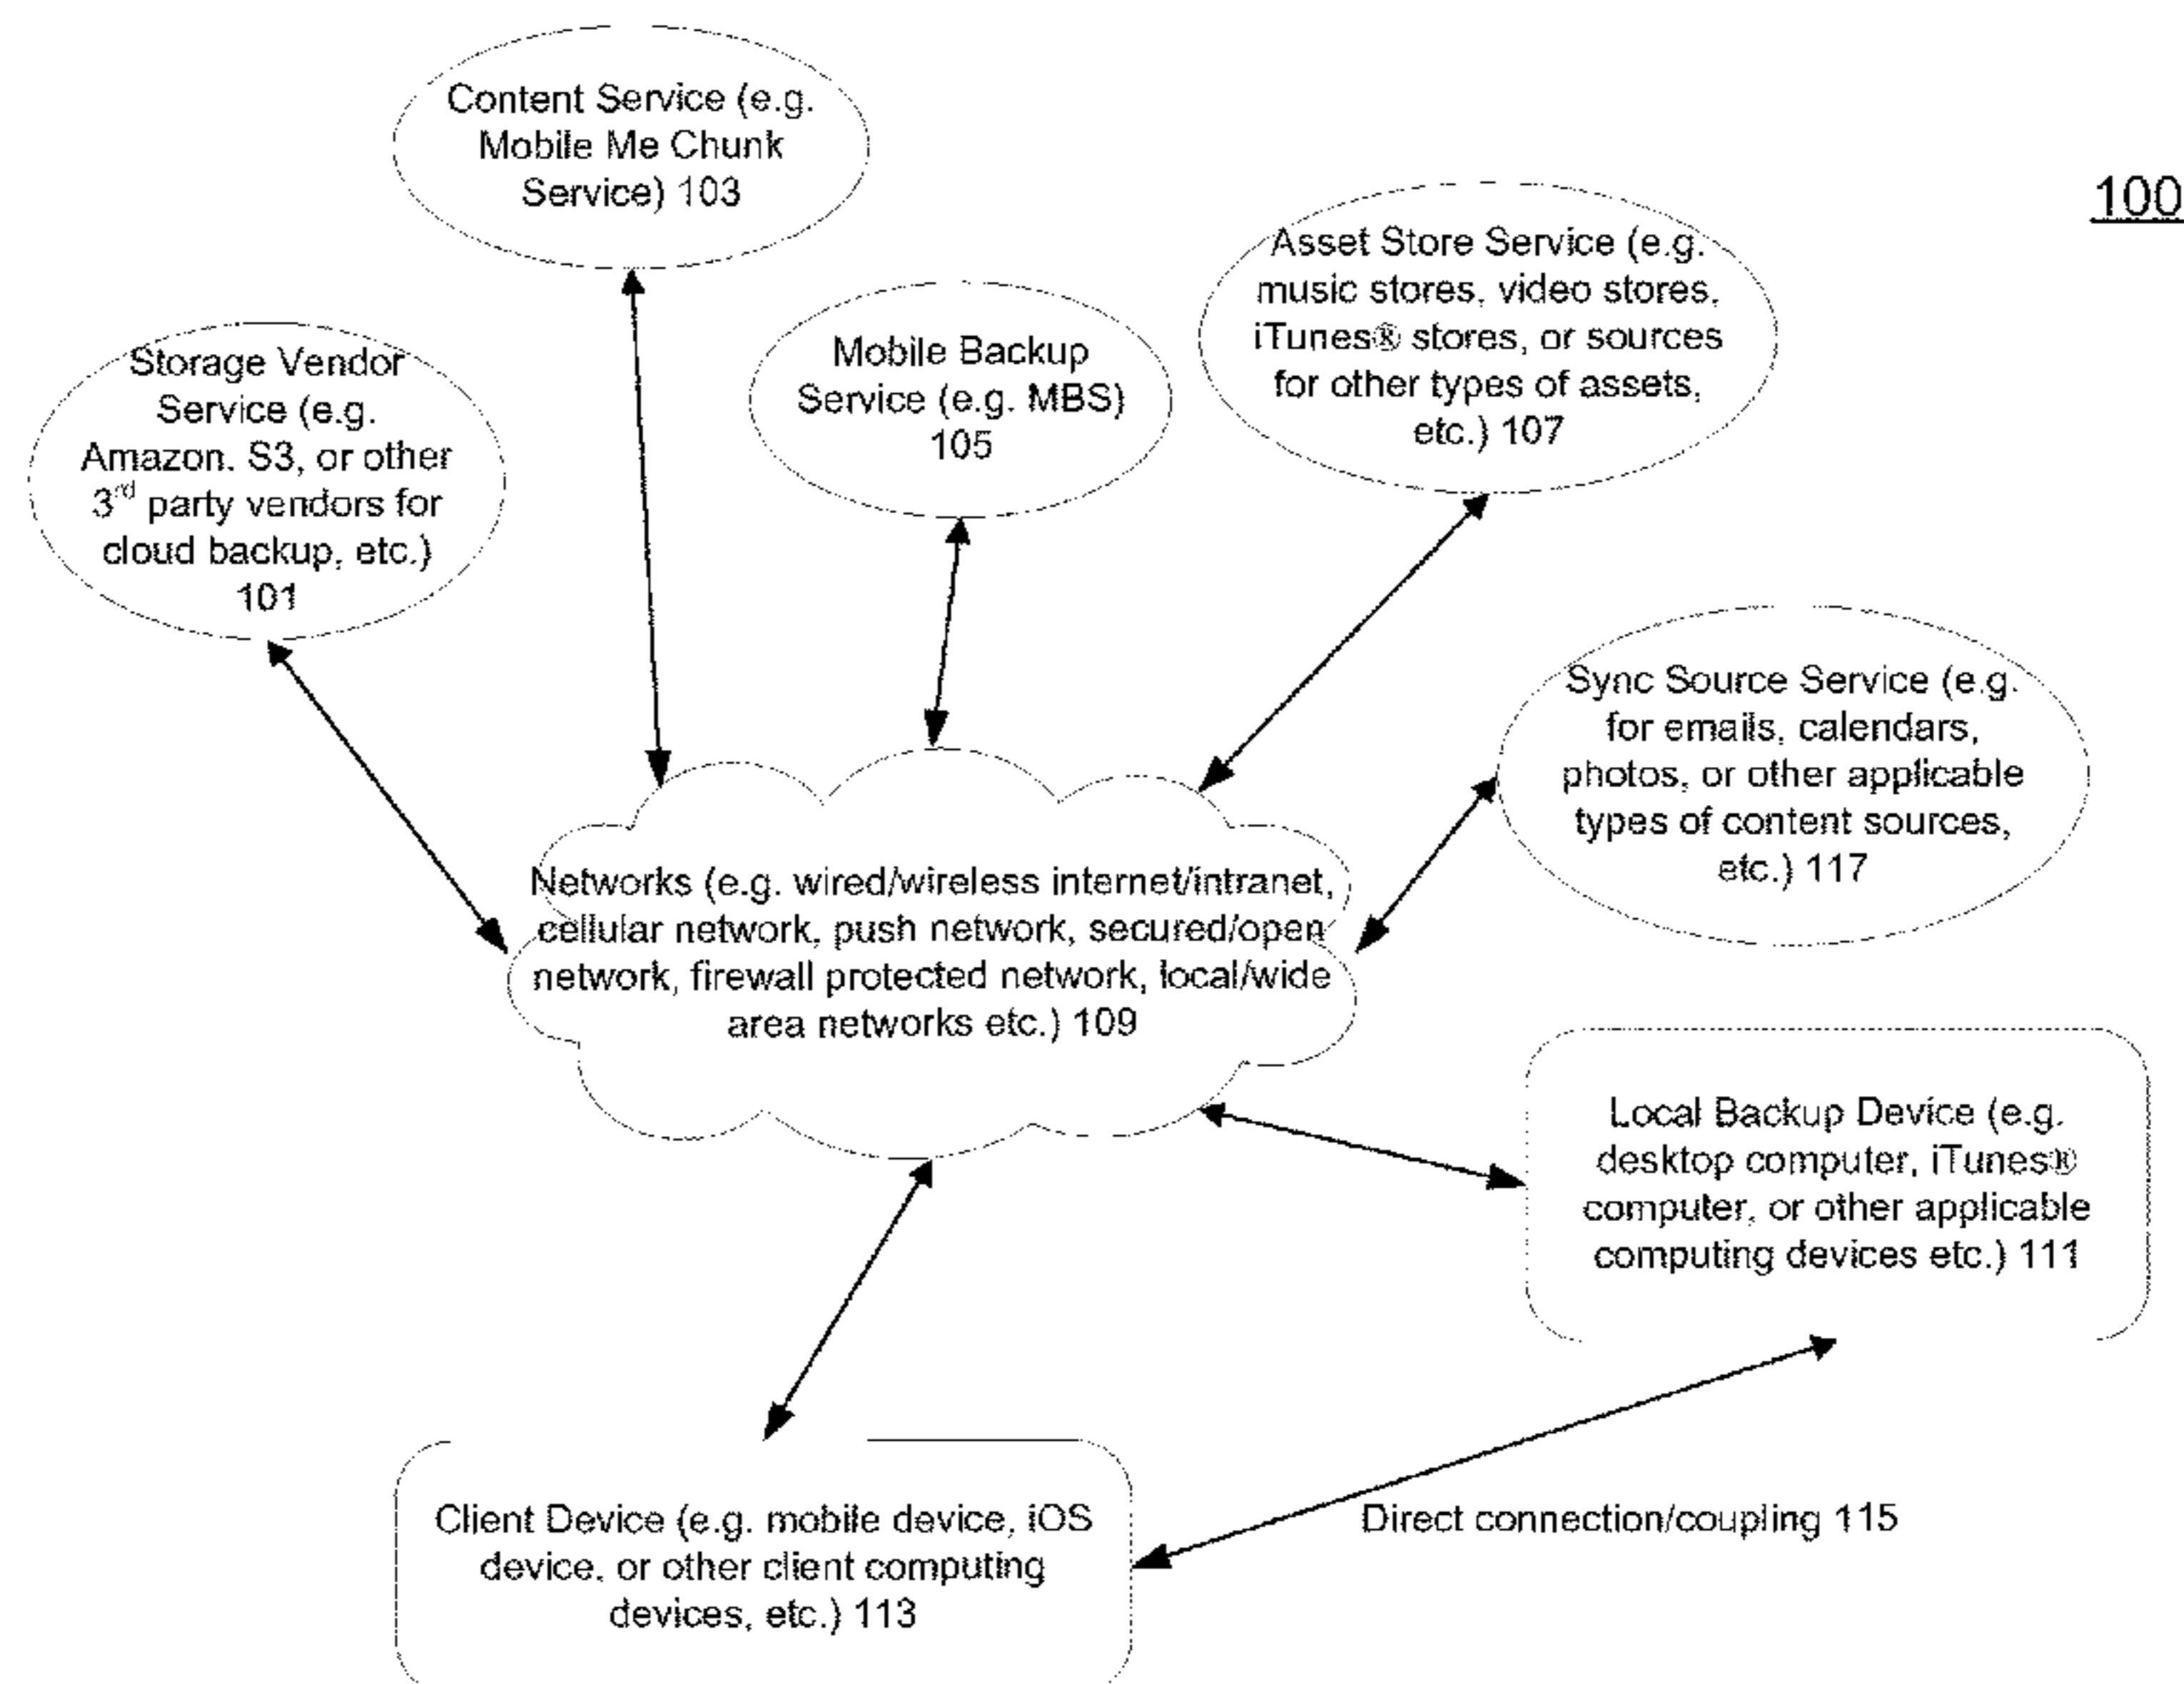 Content Service (e.g.
Mobile Me Chunk
Service) 103
100
Asset Store Service (e.g.
music stores, video stores,
iTunes® stores, or sources
for other types of assets,
etc.) 107
Mobile Backup
Service (e.g. MBS)
105
Storage Vendor
Service (e.g.
Amazon. S3, or other
3rd party vendors for
cloud backup, etc.)
101
Sync Source Service (e.g.
for emails, calendars,
photos, or other applicable
types of content sources,
etc.) 117
Networks (e.g. wired/wireless internet/intranet,
cellular network, push network, secured/open
network, firewall protected network, local/wide
area networks etc.) 109
Local Backup Device (e.g.
desktop computer, iTunes®
computer, or other applicable
computing devices etc.) 111
Client Device (e.g. mobile device, iOS
device, or other client computing
devices, etc.) 113
Direct connection/coupling 115